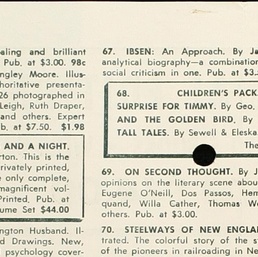 ealing and brilliant
Pub. at $3.00. 98c
ngley Moore. Illus-
horitative presenta-
26 photographed in
Leigh, Ruth Draper,
and others. Expert
b. at $7.50. $1.98
AND A NIGHT.
rton. This is the
rivately printed,
e only complete,
magnificent vol-
Printed, Pub. at
ume Set $44.00
ngton Husband. Il-
d Drawings. New,
psychology cover-
67. IBSEN: An Approach. By Ja
analytical biography—a combination
social criticism in one. Pub. at $3.
68. CHILDREN'S PACK
SURPRISE FOR TIMMY. By Geo.
AND THE GOLDEN BIRD, By
TALL TALES. By Sewell & Eleska
The
69. ON SECOND THOUGHT. By J
opinions on the literary scene abou
Eugene O'Neill, Dos Passos, Hem
quand, Willa Cather, Thomas Wo
others. Pub. at $3.00.
70. STEELWAYS OF NEW ENGLA
trated. The colorful story of the st
of the pioneers in railroading in Ne